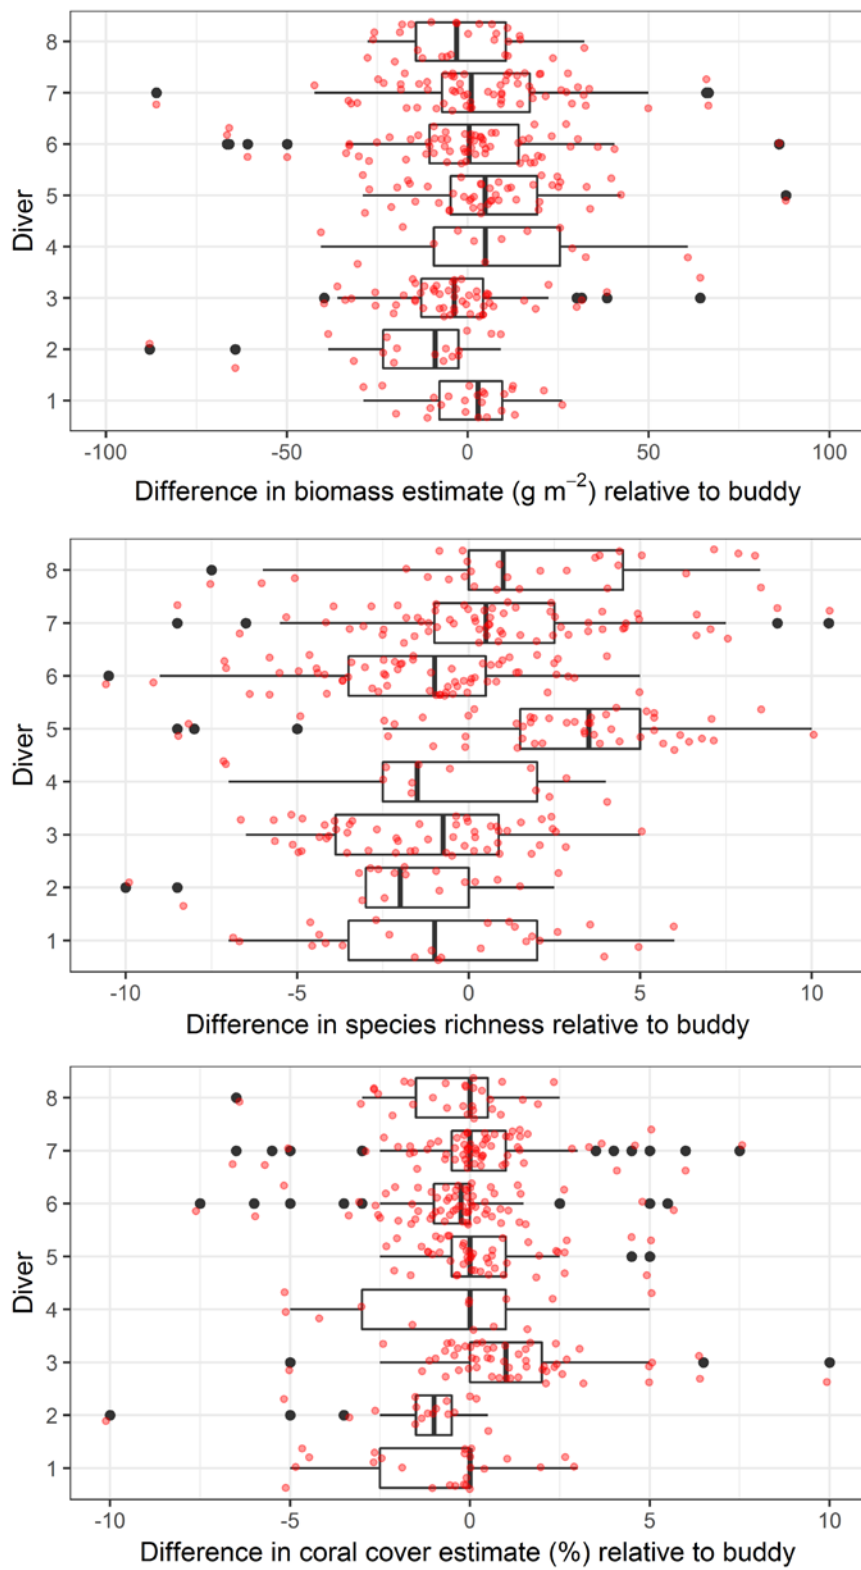 8
7
6
5
4
3
2
1
Diver
-100 -50 0 50 100
Difference in biomass estimate (g m⁻²) relative to buddy
8
7
6
5
4
3
2
1
Diver
-10 -5 0 5 10
Difference in species richness relative to buddy
8
7
6
5
4
3
2
1
Diver
-10 -5 0 5 10
Difference in coral cover estimate (%) relative to buddy